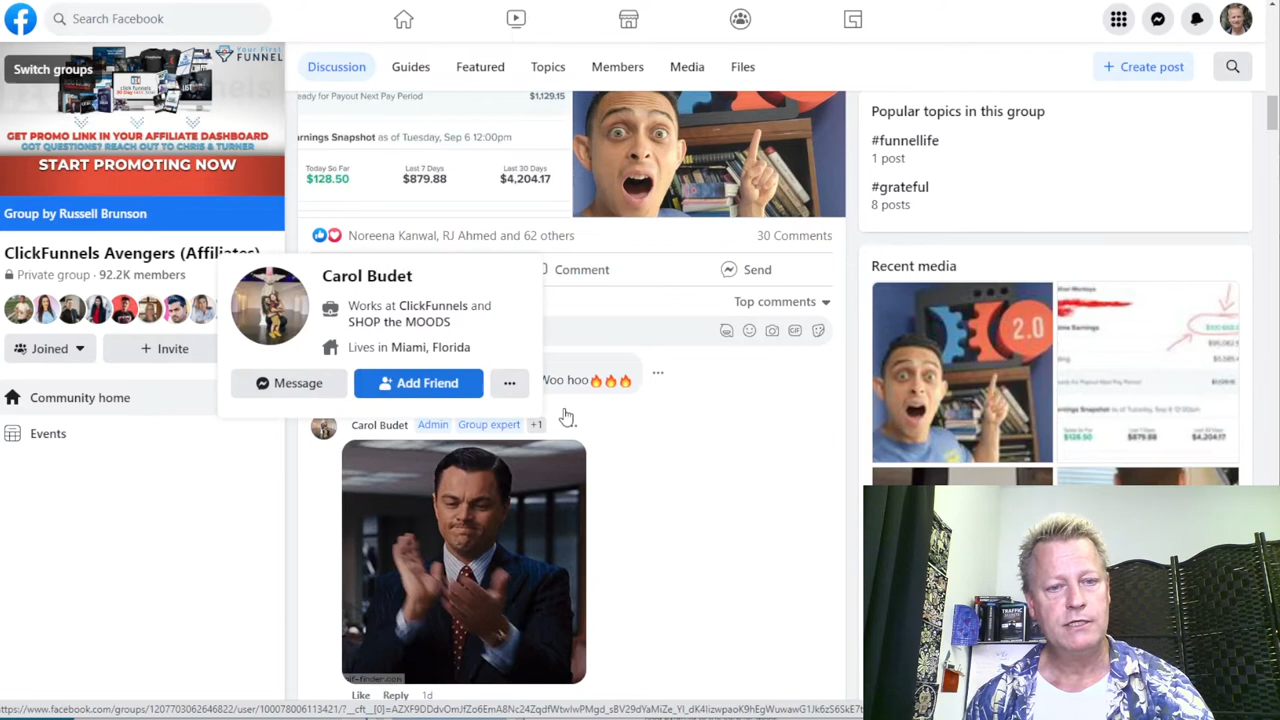 Search Facebook
Switch groups
YOUR FIRST
FUNNEL
GET PROMO LINK IN YOUR AFFILIATE DASHBOARD
GOT QUESTIONS? REACH OUT TO CHRIS & TURNER
START PROMOTING NOW
Group by Russell Brunson
ClickFunnels Avengers (Affiliates)
Private group · 92.2K members
Joined
+ Invite
Community home
Events
Discussion
Guides
Featured
Topics
Members
Media
Files
+ Create post
eady for Payout Next Pay Period
$1,129.15
rnings Snapshot as of Tuesday, Sep 6 12:00pm
Today So Far
Last 7 Days
Last 30 Days
$128.50
$879.88
$4,204.17
Noreena Kanwal, RJ Ahmed and 62 others
30 Comments
Comment
Send
Top comments
GIF
Carol Budet
Works at ClickFunnels and
SHOP the MOODS
Lives in Miami, Florida
Message
Add Friend
Woo hoo🔥🔥🔥
Carol Budet
Admin
Group expert
+1
Like
Reply
1d
Popular topics in this group
#funnellife
1 post
#grateful
8 posts
Recent media
2.0
TRAFFIC